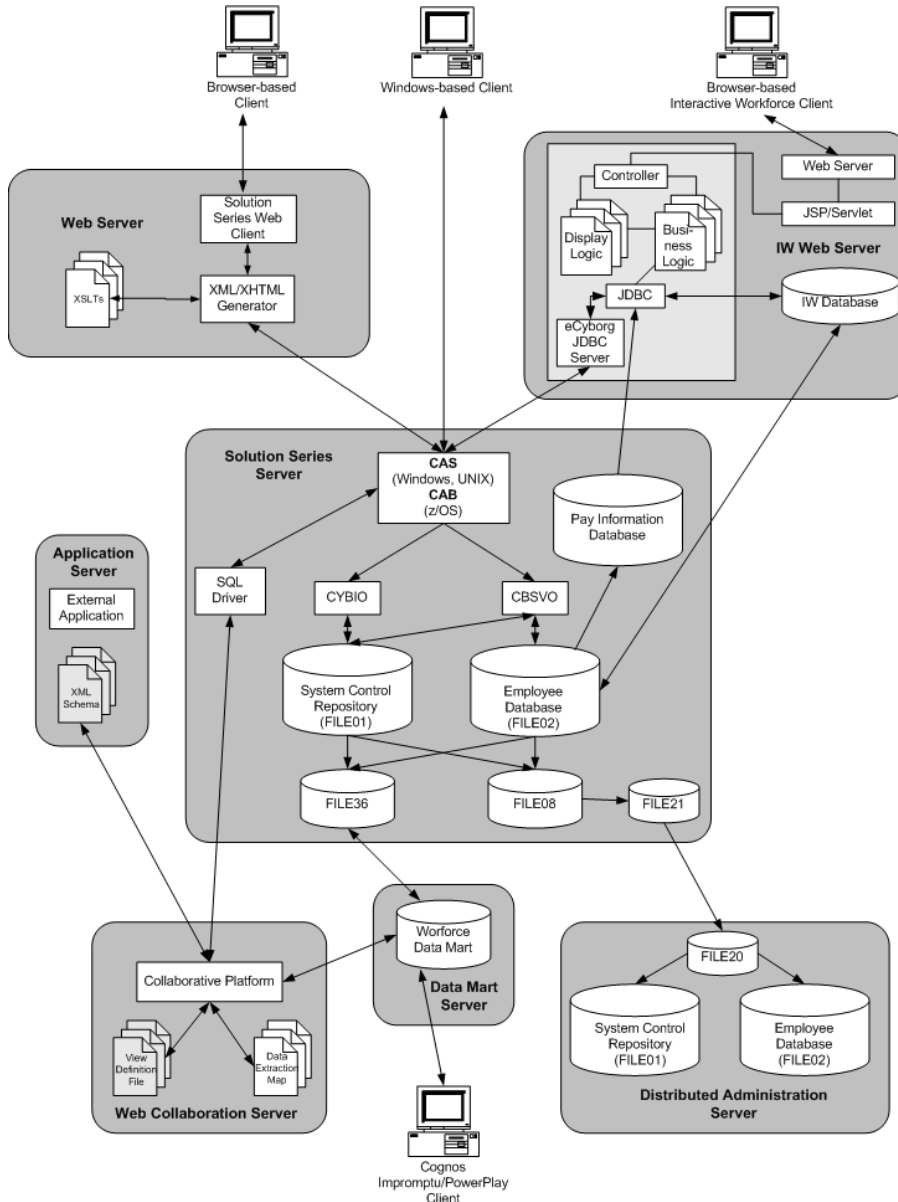 Browser-based
Client
Windows-based Client
Browser-based
Interactive Workforce Client
Web Server
Solution
Series Web
Client
XSLTs
XML/XHTML
Generator
Controller
Display
Logic
Busi-
ness
Logic
JDBC
eCyborg
JDBC
Server
Web Server
JSP/Servlet
IW Web Server
IW Database
Solution Series
Server
CAS
(Windows, UNIX)
CAB
(z/OS)
Pay Information
Database
SQL
Driver
CYBIO
CBSVO
System Control
Repository
(FILE01)
Employee
Database
(FILE02)
FILE36
FILE08
FILE21
Application
Server
External
Application
XML
Schema
Collaborative Platform
View
Definition
File
Data
Extraction
Map
Web Collaboration Server
Worforce
Data Mart
Data Mart
Server
Cognos
Impromptu/PowerPlay
Client
FILE20
System Control
Repository
(FILE01)
Employee
Database
(FILE02)
Distributed Administration
Server